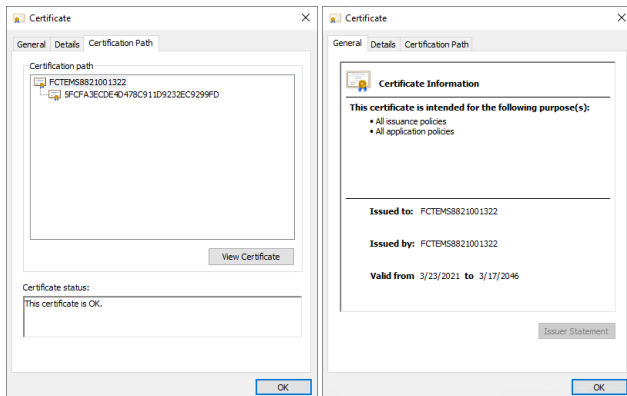 Certificate
General Details Certification Path
Certification path
FCTEMS8821001322
5FCFA3ECDE4D478C911D9232EC9299FD
View Certificate
Certificate status:
This certificate is OK.
OK
Certificate
General Details Certification Path
Certificate Information
This certificate is intended for the following purpose(s):
• All issuance policies
• All application policies
Issued to: FCTEMS8821001322
Issued by: FCTEMS8821001322
Valid from 3/23/2021 to 3/17/2046
Issuer Statement
OK